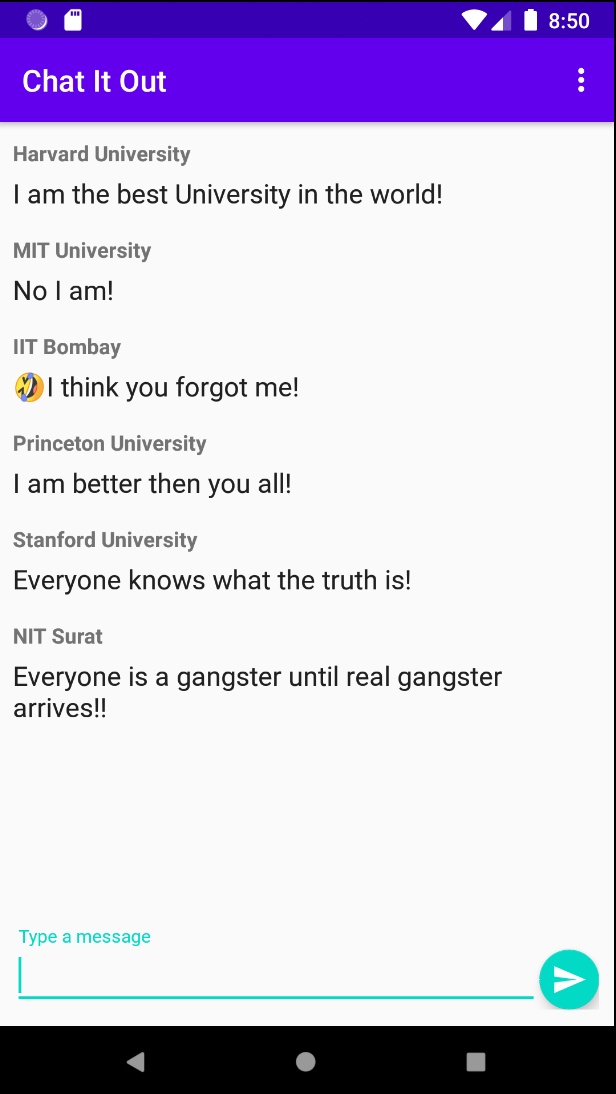 8:50
Chat It Out
Harvard University
I am the best University in the world!
MIT University
No I am!
IIT Bombay
🤣I think you forgot me!
Princeton University
I am better then you all!
Stanford University
Everyone knows what the truth is!
NIT Surat
Everyone is a gangster until real gangster
arrives!!
Type a message